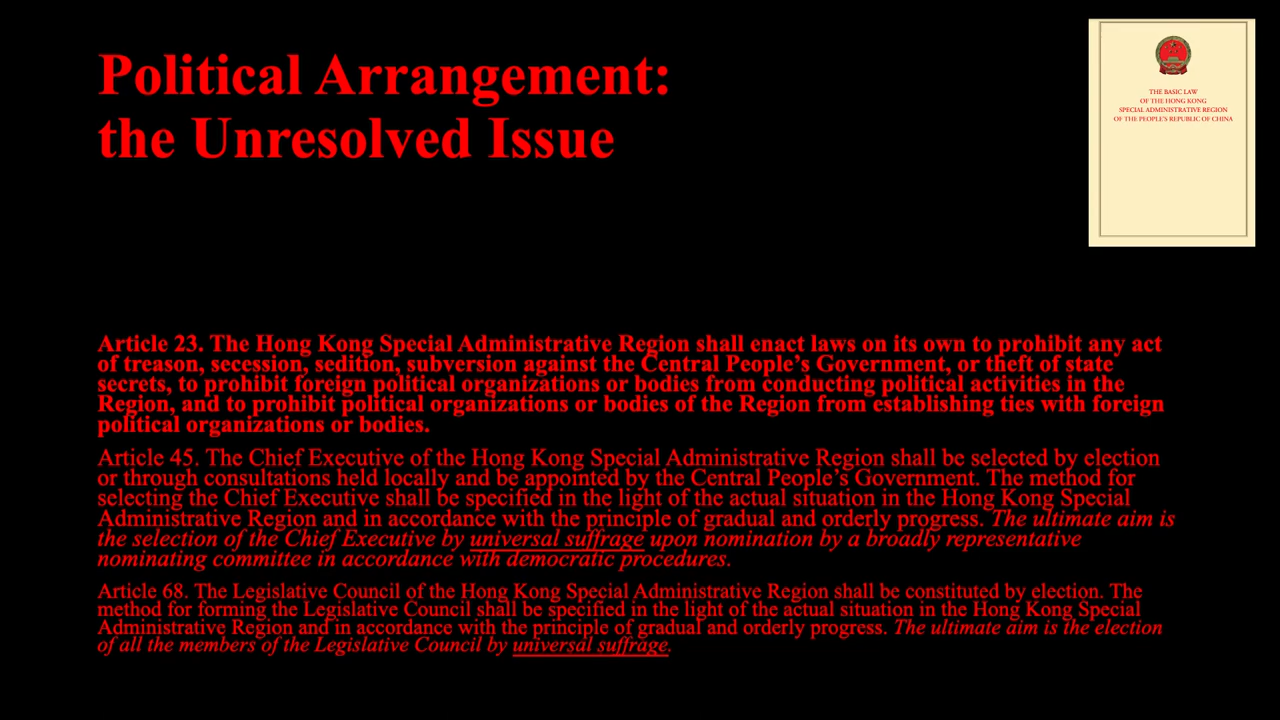 Political Arrangement:
the Unresolved Issue
THE BASIC LAW
OF THE HONG KONG
SPECIAL ADMINISTRATIVE REGION
OF THE PEOPLE'S REPUBLIC OF CHINA
Article 23. The Hong Kong Special Administrative Region shall enact laws on its own to prohibit any act
of treason, secession, sedition, subversion against the Central People’s Government, or theft of state
secrets, to prohibit foreign political organizations or bodies from conducting political activities in the
Region, and to prohibit political organizations or bodies of the Region from establishing ties with foreign
political organizations or bodies.
Article 45. The Chief Executive of the Hong Kong Special Administrative Region shall be selected by election
or through consultations held locally and be appointed by the Central People’s Government. The method for
selecting the Chief Executive shall be specified in the light of the actual situation in the Hong Kong Special
Administrative Region and in accordance with the principle of gradual and orderly progress. The ultimate aim is
the selection of the Chief Executive by universal suffrage upon nomination by a broadly representative
nominating committee in accordance with democratic procedures.
Article 68. The Legislative Council of the Hong Kong Special Administrative Region shall be constituted by election. The
method for forming the Legislative Council shall be specified in the light of the actual situation in the Hong Kong Special
Administrative Region and in accordance with the principle of gradual and orderly progress. The ultimate aim is the election
of all the members of the Legislative Council by universal suffrage.